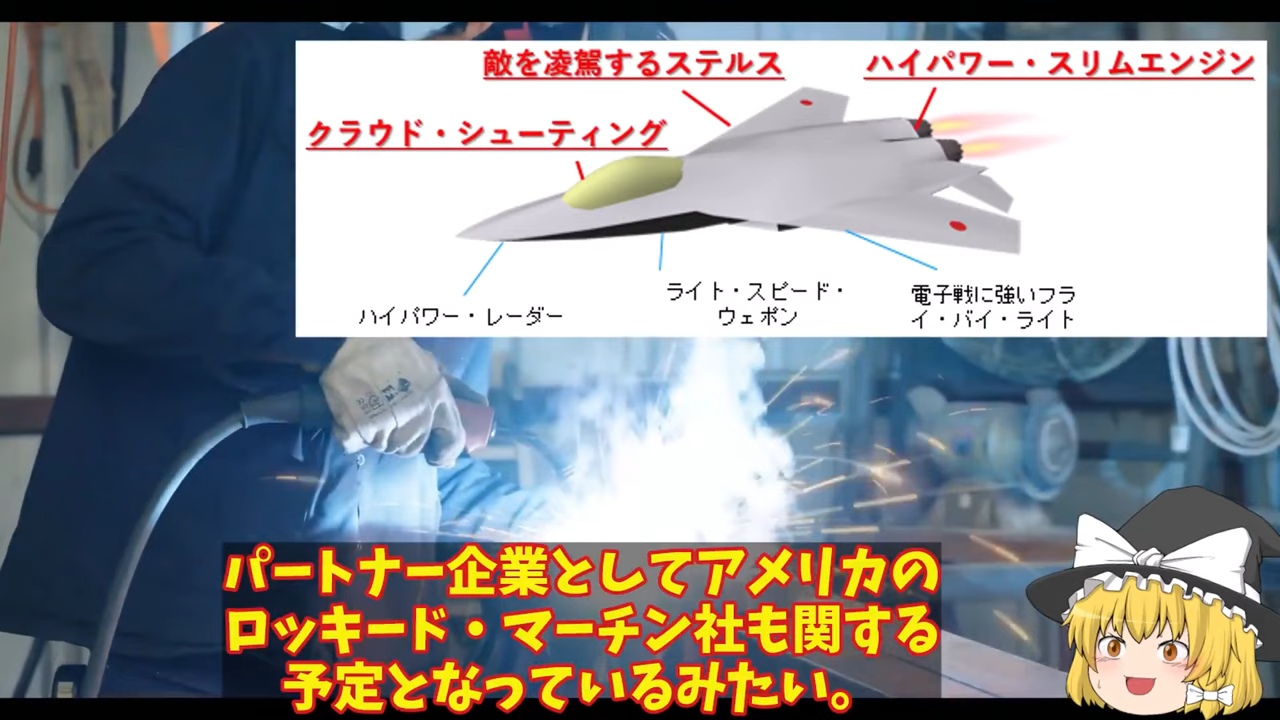 敵を凌駕するステルス
ハイパワー・スリムエンジン
クラウド・シューティング
ハイパワー・レーダー
ライト・スピード・
ウェポン
電子戦に強いフラ
イ・バイ・ライト
パートナー企業としてアメリカの
ロッキード・マーチン社も関する
予定となっているみたい。